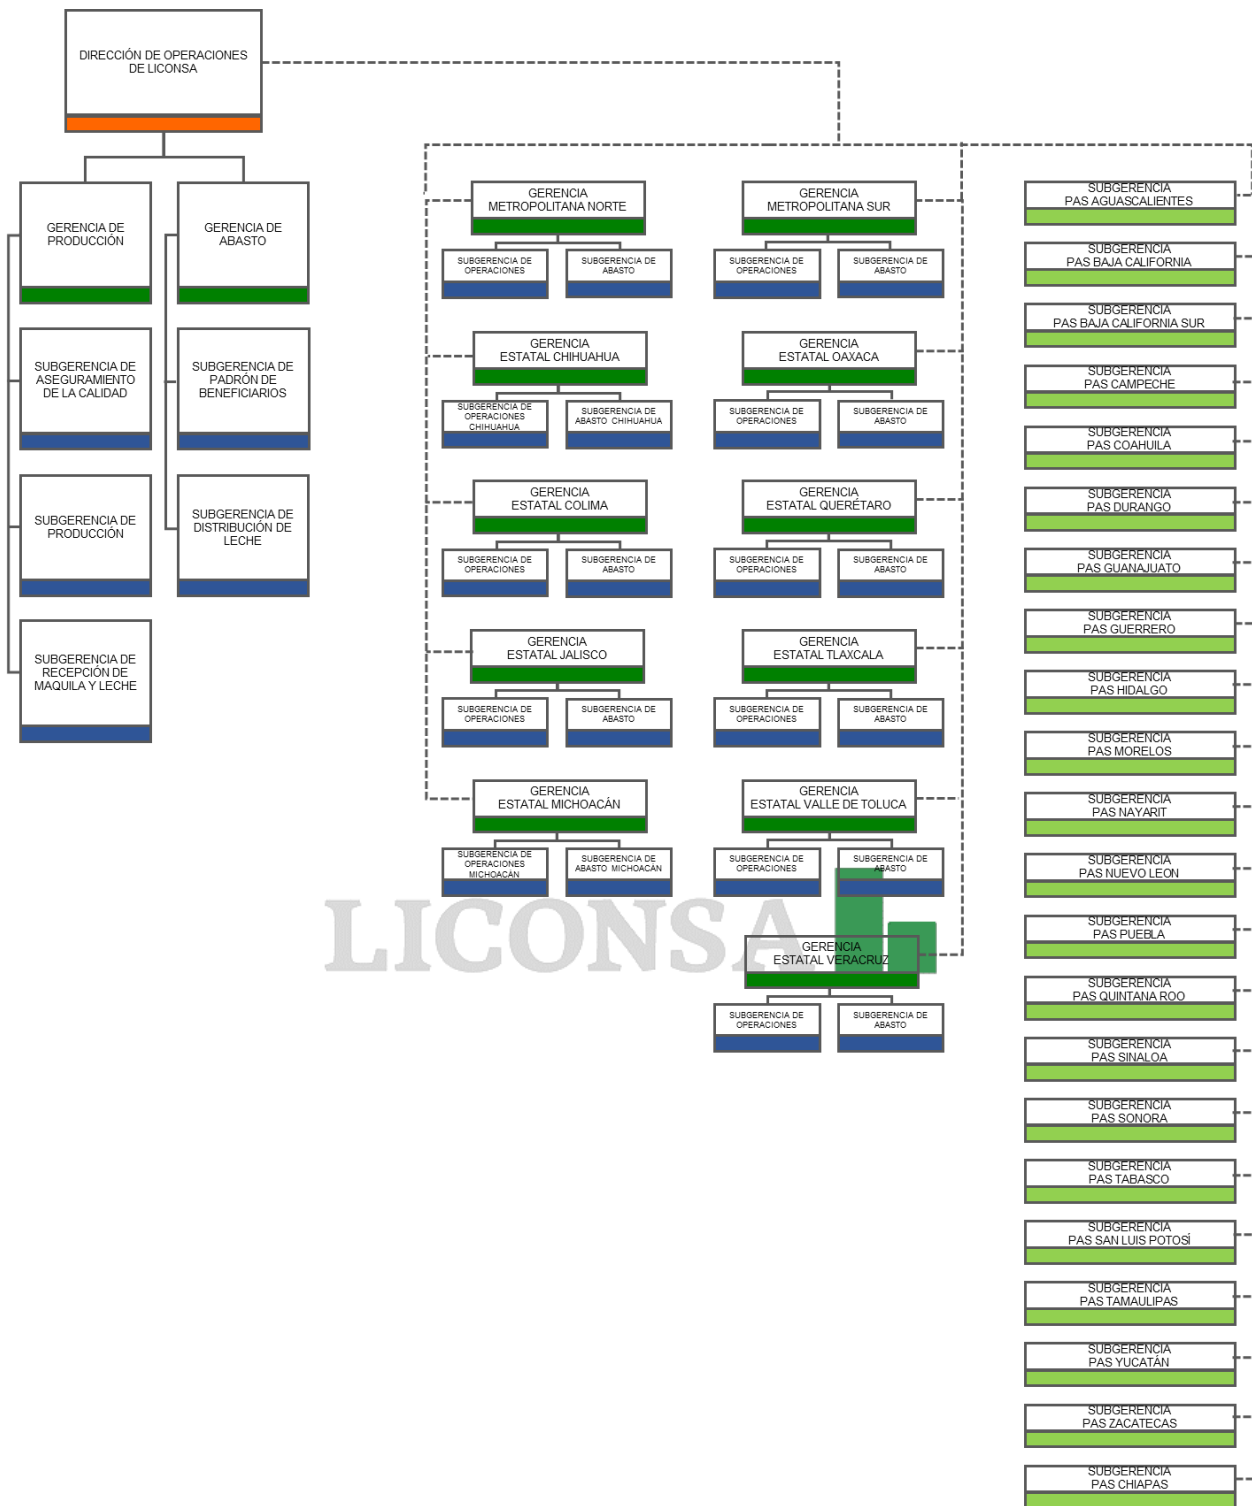 DIRECCIÓN DE OPERACIONES
DE LICONSA
GERENCIA DE
PRODUCCIÓN
GERENCIA DE
ABASTO
SUBGERENCIA DE
ASEGURAMIENTO
DE LA CALIDAD
SUBGERENCIA DE
PADRÓN DE
BENEFICIARIOS
SUBGERENCIA DE
PRODUCCIÓN
SUBGERENCIA DE
DISTRIBUCIÓN DE
LECHE
SUBGERENCIA DE
RECEPCIÓN DE
MAQUILA Y LECHE
GERENCIA
METROPOLITANA NORTE
SUBGERENCIA DE
OPERACIONES
SUBGERENCIA DE
ABASTO
GERENCIA
ESTATAL CHIHUAHUA
SUBGERENCIA DE
OPERACIONES
CHIHUAHUA
SUBGERENCIA DE
ABASTO CHIHUAHUA
GERENCIA
ESTATAL COLIMA
SUBGERENCIA DE
OPERACIONES
SUBGERENCIA DE
ABASTO
GERENCIA
ESTATAL JALISCO
SUBGERENCIA DE
OPERACIONES
SUBGERENCIA DE
ABASTO
GERENCIA
ESTATAL MICHOACÁN
SUBGERENCIA DE
OPERACIONES
MICHOACÁN
SUBGERENCIA DE
ABASTO MICHOACÁN
GERENCIA
METROPOLITANA SUR
SUBGERENCIA DE
OPERACIONES
SUBGERENCIA DE
ABASTO
GERENCIA
ESTATAL OAXACA
SUBGERENCIA DE
OPERACIONES
SUBGERENCIA DE
ABASTO
GERENCIA
ESTATAL QUERÉTARO
SUBGERENCIA DE
OPERACIONES
SUBGERENCIA DE
ABASTO
GERENCIA
ESTATAL TLAXCALA
SUBGERENCIA DE
OPERACIONES
SUBGERENCIA DE
ABASTO
GERENCIA
ESTATAL VALLE DE TOLUCA
SUBGERENCIA DE
OPERACIONES
SUBGERENCIA DE
ABASTO
LICONSA
GERENCIA
ESTATAL VERACRUZ
SUBGERENCIA DE
OPERACIONES
SUBGERENCIA DE
ABASTO
SUBGERENCIA
PAS AGUASCALIENTES
SUBGERENCIA
PAS BAJA CALIFORNIA
SUBGERENCIA
PAS BAJA CALIFORNIA SUR
SUBGERENCIA
PAS CAMPECHE
SUBGERENCIA
PAS COAHUILA
SUBGERENCIA
PAS DURANGO
SUBGERENCIA
PAS GUANAJUATO
SUBGERENCIA
PAS GUERRERO
SUBGERENCIA
PAS HIDALGO
SUBGERENCIA
PAS MORELOS
SUBGERENCIA
PAS NAYARIT
SUBGERENCIA
PAS NUEVO LEON
SUBGERENCIA
PAS PUEBLA
SUBGERENCIA
PAS QUINTANA ROO
SUBGERENCIA
PAS SINALOA
SUBGERENCIA
PAS SONORA
SUBGERENCIA
PAS TABASCO
SUBGERENCIA
PAS SAN LUIS POTOSÍ
SUBGERENCIA
PAS TAMAULIPAS
SUBGERENCIA
PAS YUCATÁN
SUBGERENCIA
PAS ZACATECAS
SUBGERENCIA
PAS CHIAPAS